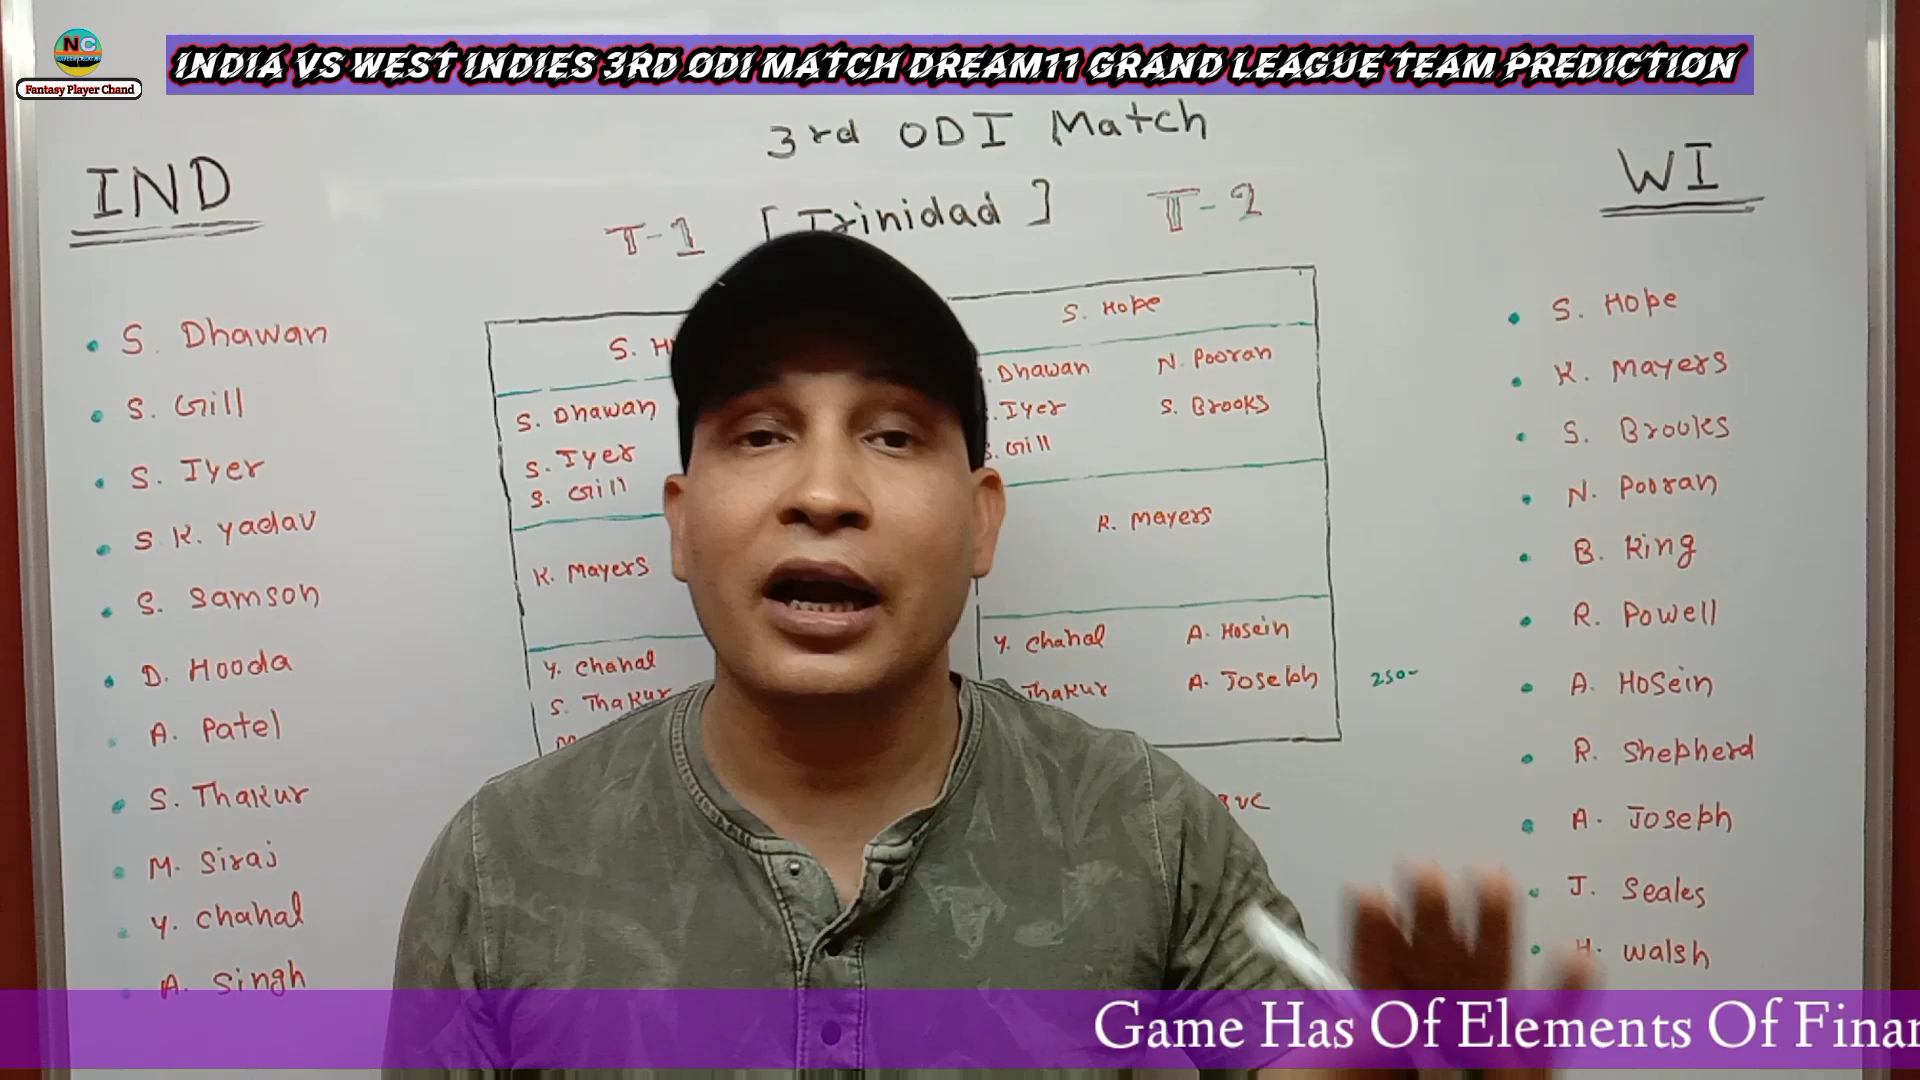 NC
Fantasy Player Chand
INDIA VS WEST INDIES 3RD ODI MATCH DREAM11 GRAND LEAGUE TEAM PREDICTION
3rd ODI Match
[Trinidad]
IND
S. Dhawan
S. Gill
S. Iyer
S K. Yadav
S. Samson
D. Hooda
A. Patel
S. Thakur
M. Siraj
Y. Chahal
A. Singh
T-1
S. H
S. Dhawan
S. Iyer
S. Gill
K. Mayers
Y. Chahal
S. Thakur
M
T-2
S. Hope
. Dhawan N. Pooran
. Iyer S. Brooks
S. Gill
K. Mayers
Y. Chahal A. Hosein
Thakur A. Joseph
250-
VC
WI
S. Hope
K. Mayers
S. Brooks
N. Pooran
B. King
R. Powell
A. Hosein
R. Shepherd
A. Joseph
J. Seales
H. Walsh
Game Has Of Elements Of Finan